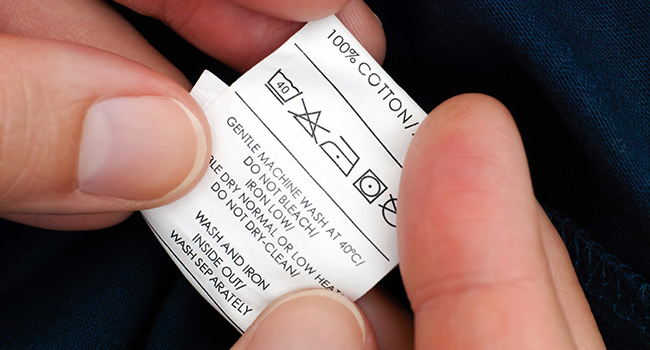 100% COTTON/
40
GENTLE MACHINE WASH AT 40°C/
DO NOT BLEACH/
IRON LOW/
DRY NORMAL OR LOW HEAT/
DO NOT DRY-CLEAN/
WASH AND IRON
INSIDE OUT/
WASH SEPARATELY